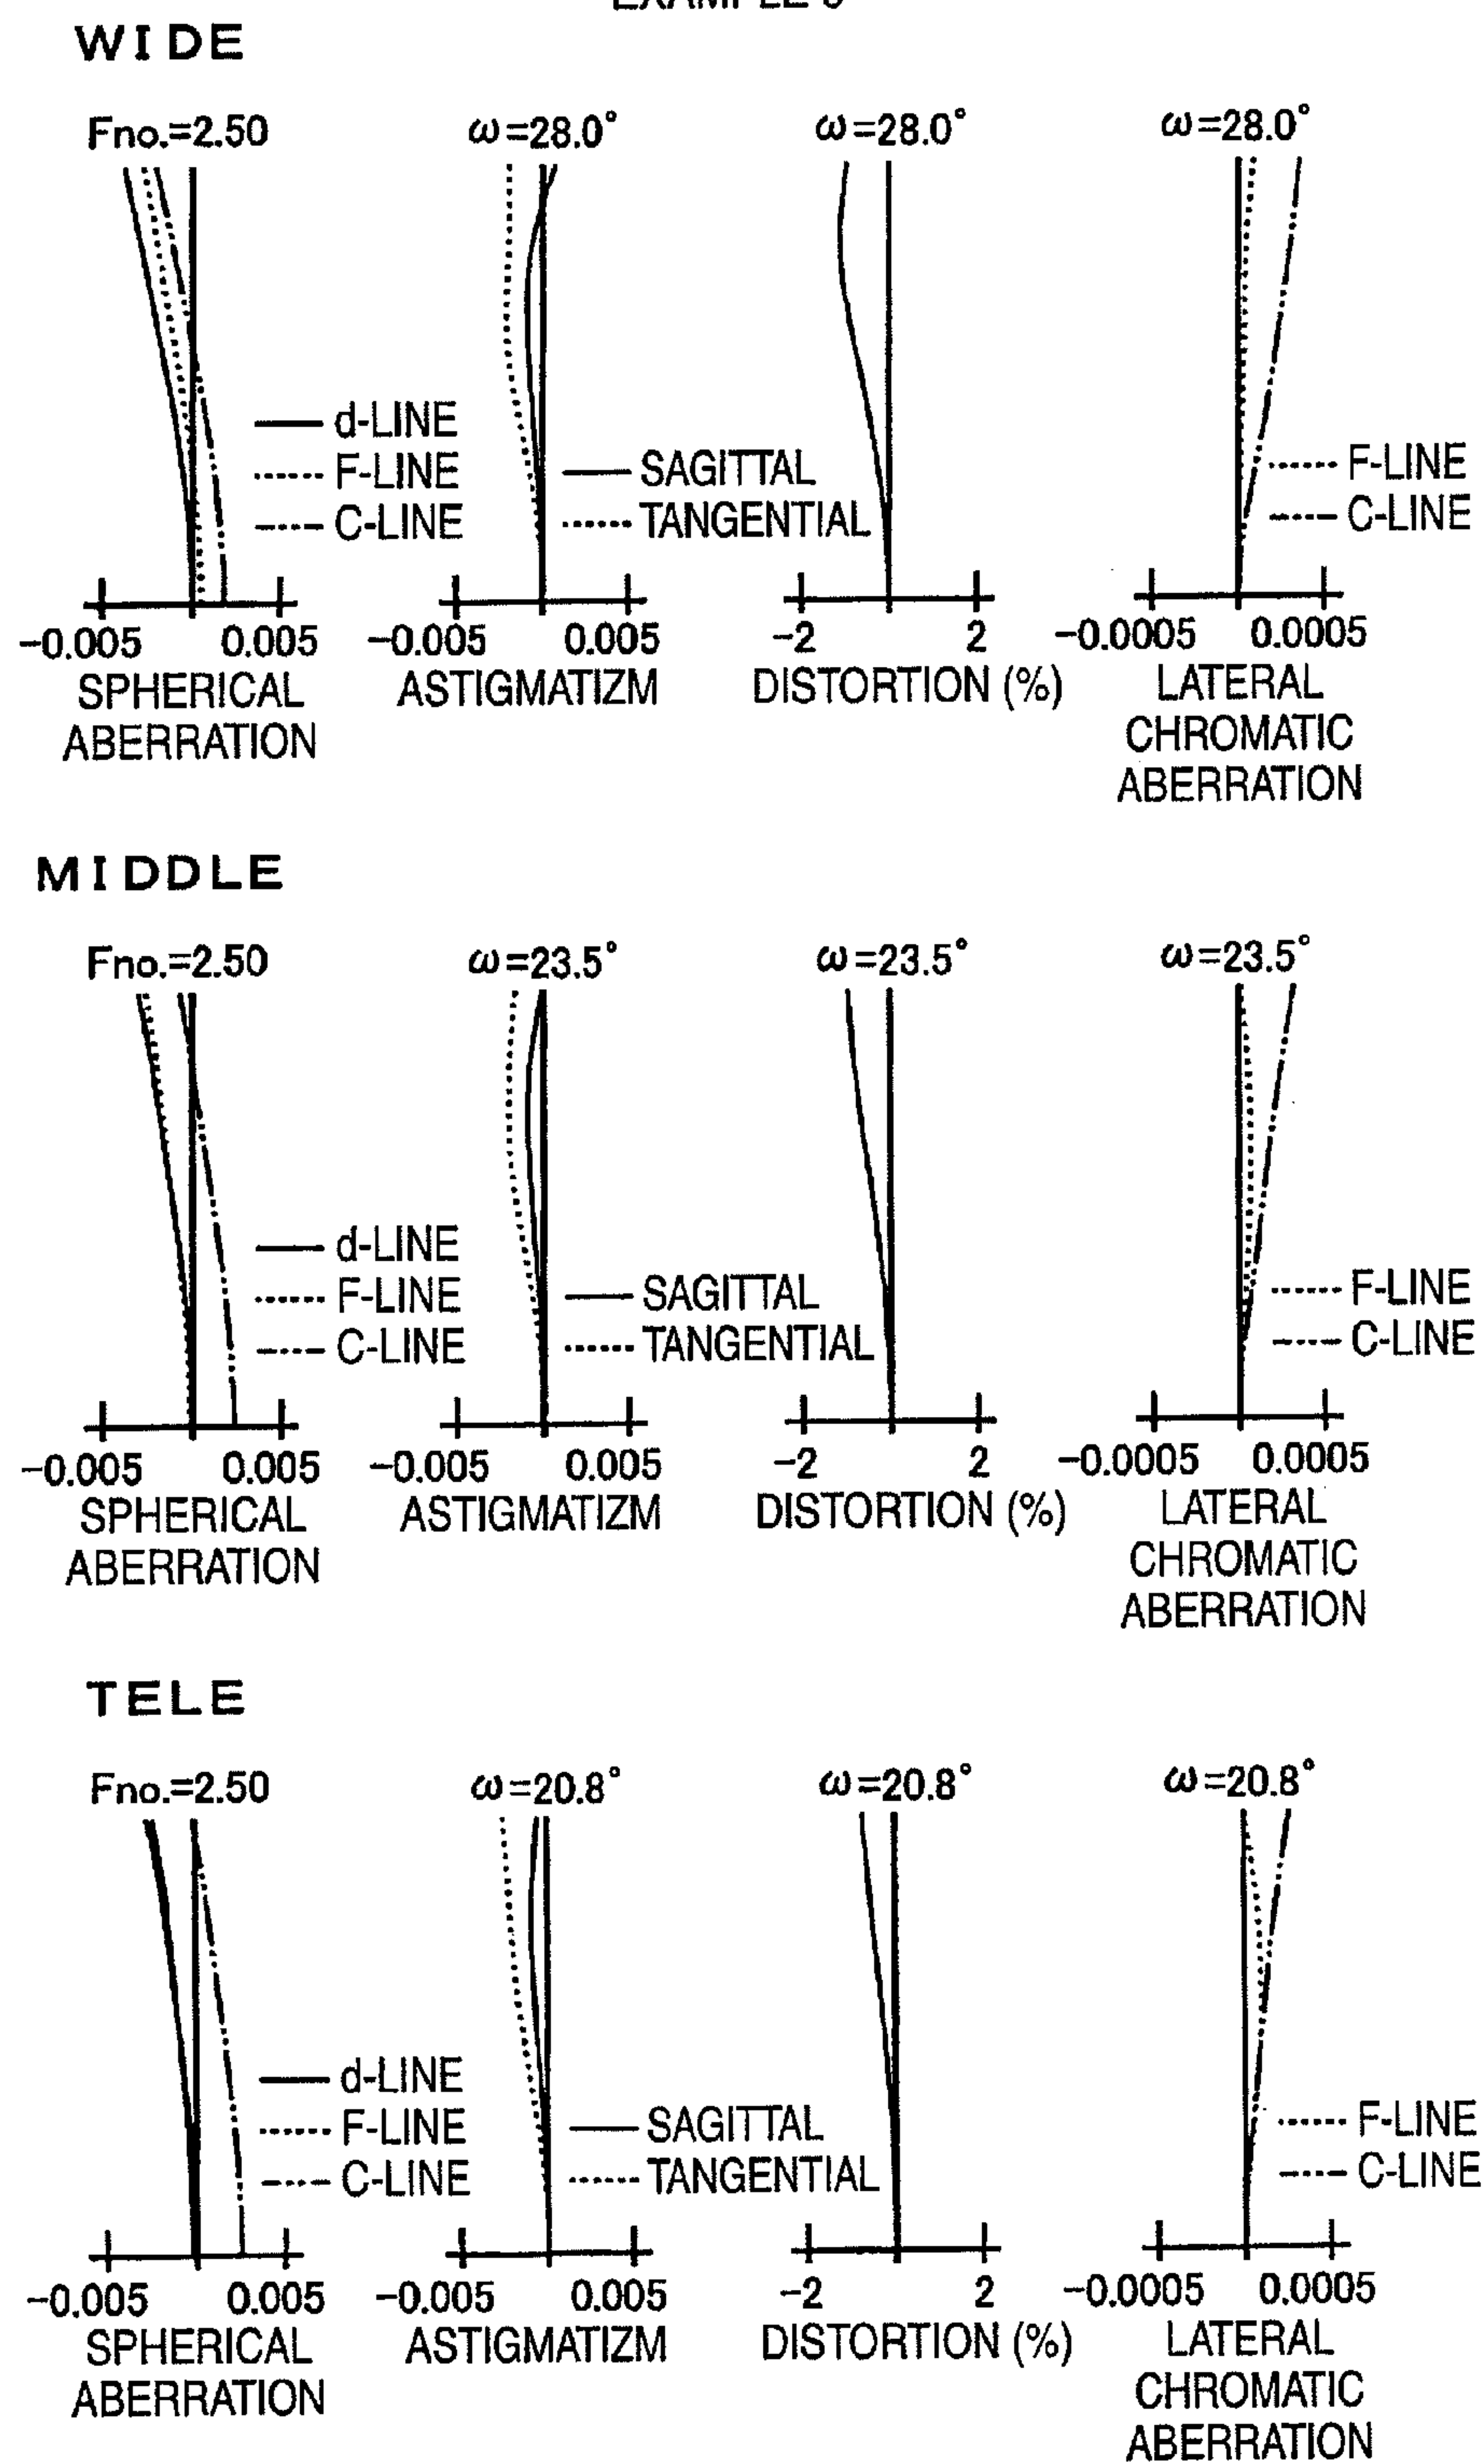 WIDE
Fno.=2.50 ω=28.0° ω=28.0° ω=28.0°
d-LINE
F-LINE
C-LINE
SAGITTAL
TANGENTIAL
F-LINE
C-LINE
-0.005 0.005 -0.005 0.005 -2 2 -0.0005 0.0005
SPHERICAL ABERRATION
ASTIGMATIZM
DISTORTION (%)
LATERAL CHROMATIC ABERRATION
MIDDLE
Fno.=2.50 ω=23.5° ω=23.5° ω=23.5°
d-LINE
F-LINE
C-LINE
SAGITTAL
TANGENTIAL
F-LINE
C-LINE
-0.005 0.005 -0.005 0.005 -2 2 -0.0005 0.0005
SPHERICAL ABERRATION
ASTIGMATIZM
DISTORTION (%)
LATERAL CHROMATIC ABERRATION
TELE
Fno.=2.50 ω=20.8° ω=20.8° ω=20.8°
d-LINE
F-LINE
C-LINE
SAGITTAL
TANGENTIAL
F-LINE
C-LINE
-0.005 0.005 -0.005 0.005 -2 2 -0.0005 0.0005
SPHERICAL ABERRATION
ASTIGMATIZM
DISTORTION (%)
LATERAL CHROMATIC ABERRATION